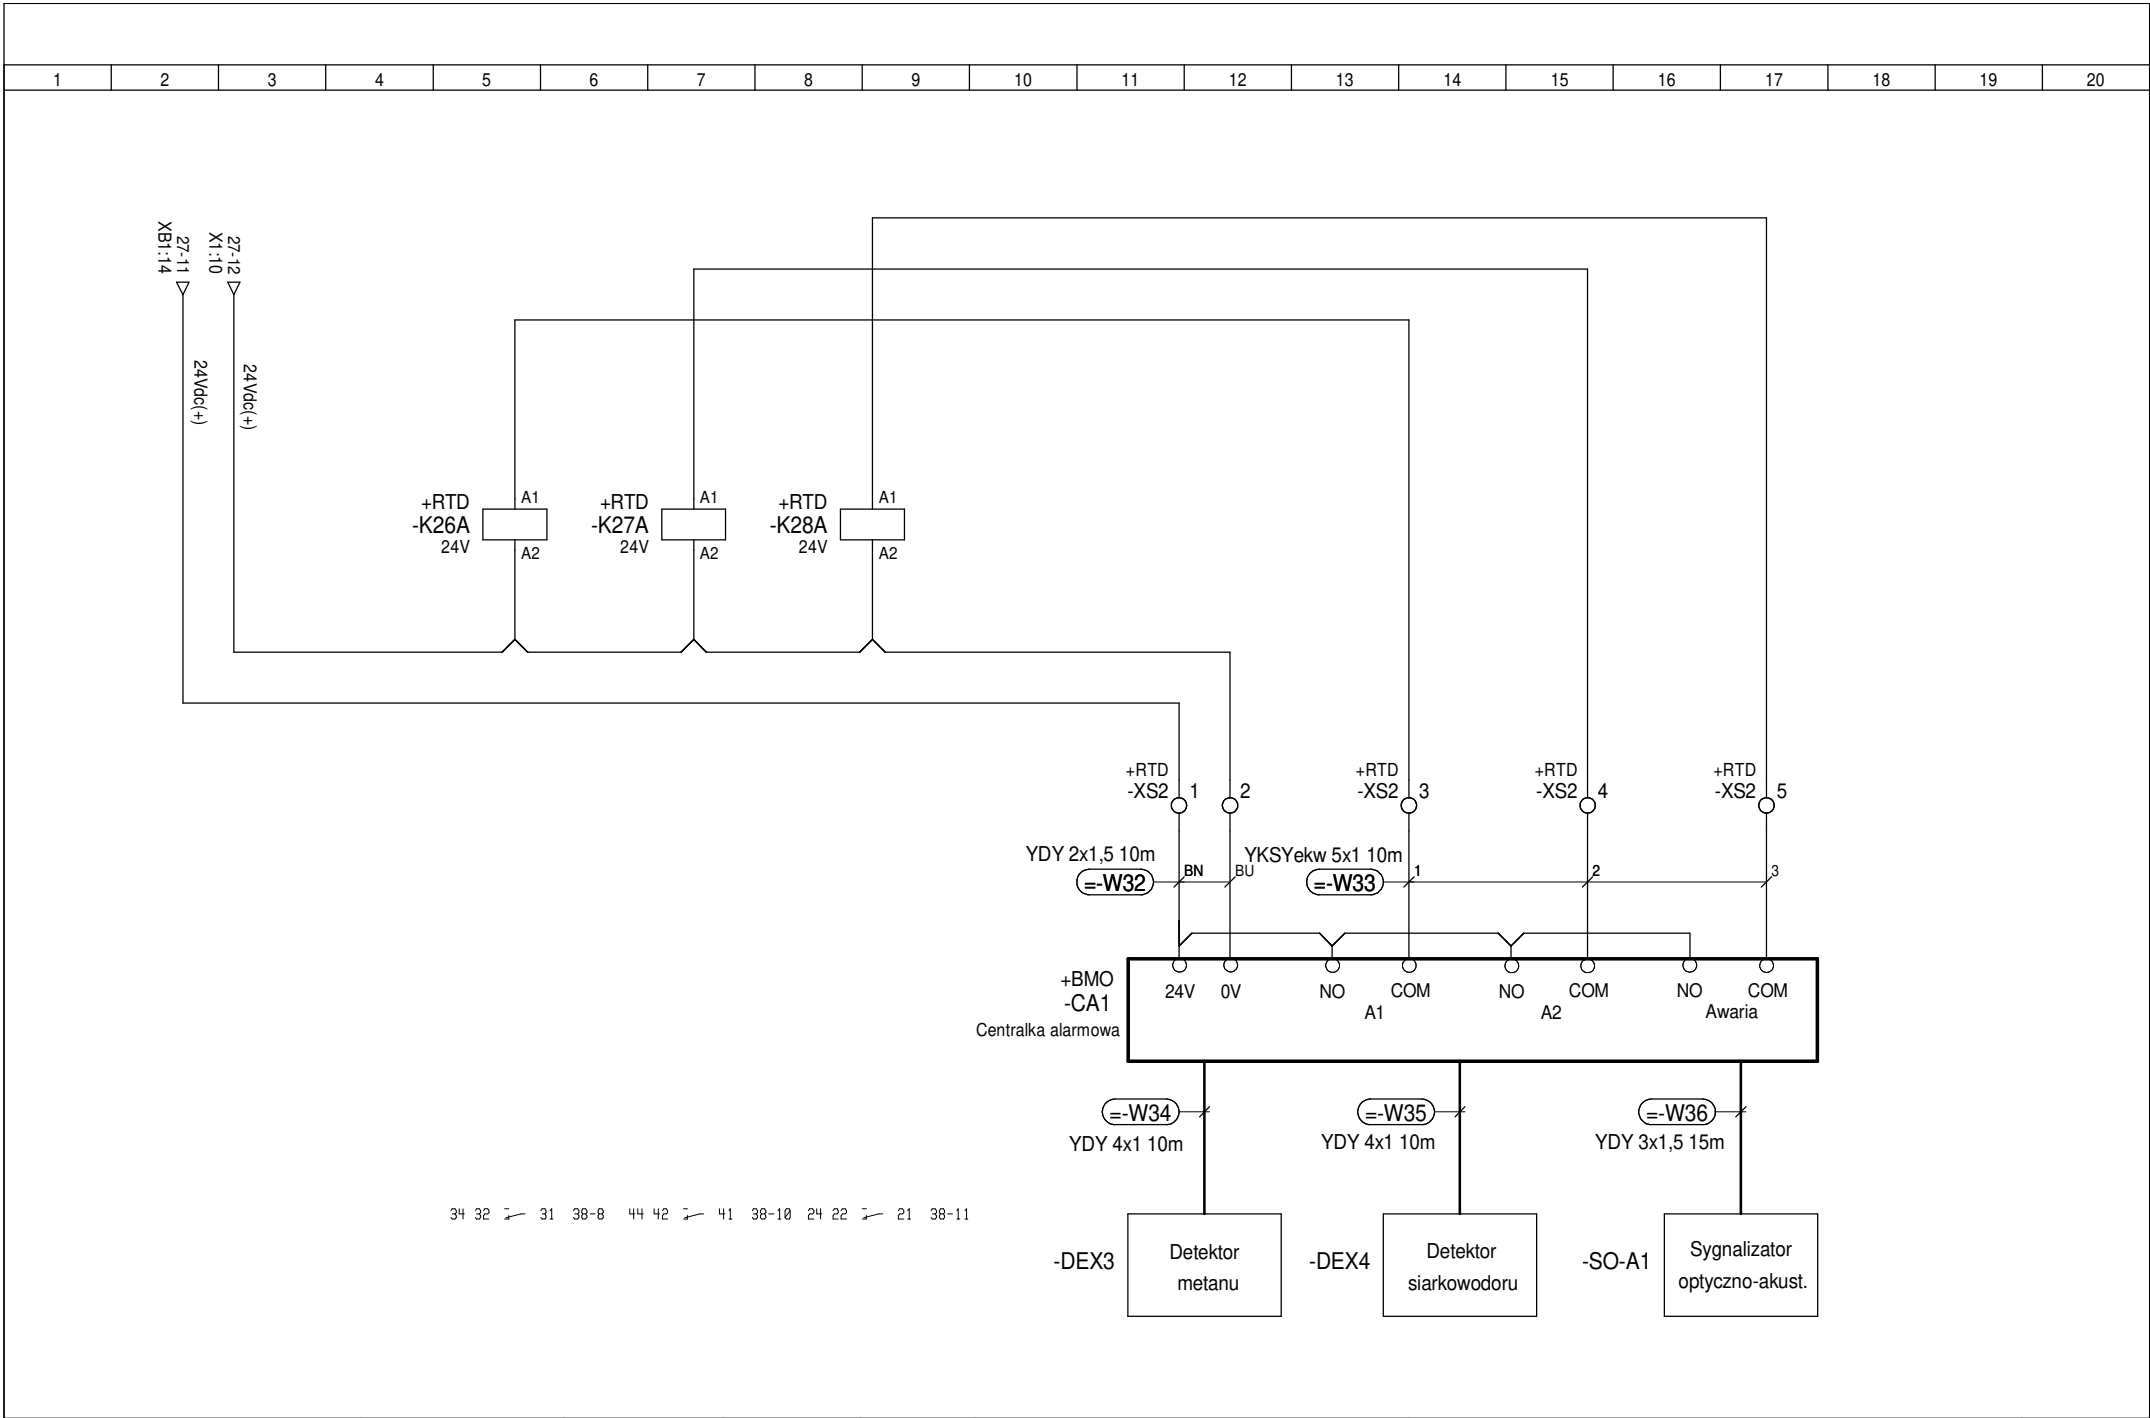 1 2 3 4 5 6 7 8 9 10 11 12 13 14 15 16 17 18 19 20
27-11
XB1:14
27-12
X1:10
24Vdc(+)
24Vdc(+)
+RTD
-K26A
24V
A1
A2
+RTD
-K27A
24V
A1
A2
+RTD
-K28A
24V
A1
A2
+RTD
-XS2 1
2
+RTD
-XS2 3
+RTD
-XS2 4
+RTD
-XS2 5
YDY 2x1,5 10m
=-W32
BN
BU
YKSYekw 5x1 10m
=-W33
1
2
3
+BMO
-CA1
Centralka alarmowa
24V 0V NO COM NO COM NO COM
A1 A2 Awaria
=-W34
YDY 4x1 10m
=-W35
YDY 4x1 10m
=-W36
YDY 3x1,5 15m
34 32 31 38-8 44 42 41 38-10 24 22 21 38-11
-DEX3
Detektor
metanu
-DEX4
Detektor
siarkowodoru
-SO-A1
Sygnalizator
optyczno-akust.